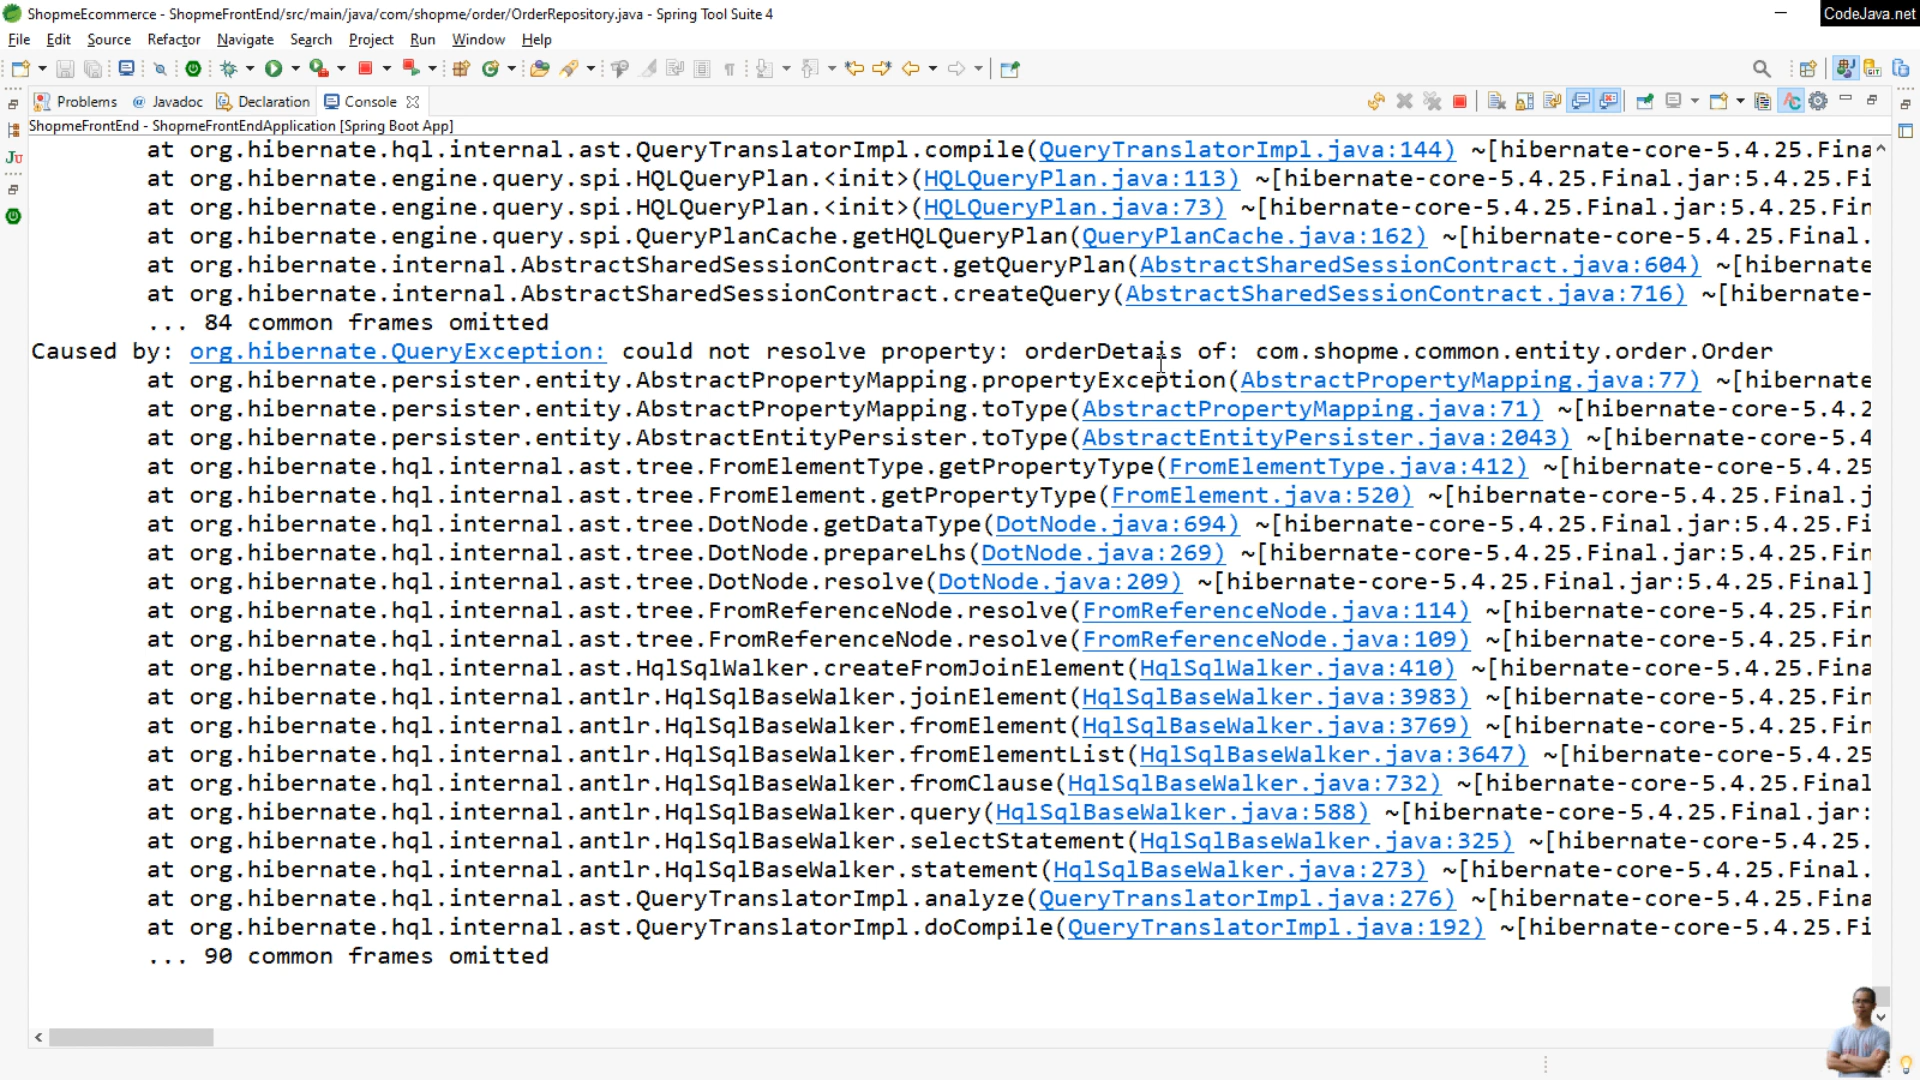 ShopmeEcommerce - ShopmeFrontEnd/src/main/java/com/shopme/order/OrderRepository.java - Spring Tool Suite 4
CodeJava.net
File Edit Source Refactor Navigate Search Project Run Window Help
Problems @ Javadoc Declaration Console
ShopmeFrontEnd - ShopmeFrontEndApplication [Spring Boot App]
at org.hibernate.hql.internal.ast.QueryTranslatorImpl.compile(QueryTranslatorImpl.java:144) ~[hibernate-core-5.4.25.Fina
at org.hibernate.engine.query.spi.HQLQueryPlan.<init>(HQLQueryPlan.java:113) ~[hibernate-core-5.4.25.Final.jar:5.4.25.Fi
at org.hibernate.engine.query.spi.HQLQueryPlan.<init>(HQLQueryPlan.java:73) ~[hibernate-core-5.4.25.Final.jar:5.4.25.Fin
at org.hibernate.engine.query.spi.QueryPlanCache.getHQLQueryPlan(QueryPlanCache.java:162) ~[hibernate-core-5.4.25.Final.
at org.hibernate.internal.AbstractSharedSessionContract.getQueryPlan(AbstractSharedSessionContract.java:604) ~[hibernate
at org.hibernate.internal.AbstractSharedSessionContract.createQuery(AbstractSharedSessionContract.java:716) ~[hibernate-
... 84 common frames omitted
Caused by: org.hibernate.QueryException: could not resolve property: orderDetais of: com.shopme.common.entity.order.Order
at org.hibernate.persister.entity.AbstractPropertyMapping.propertyException(AbstractPropertyMapping.java:77) ~[hibernate
at org.hibernate.persister.entity.AbstractPropertyMapping.toType(AbstractPropertyMapping.java:71) ~[hibernate-core-5.4.2
at org.hibernate.persister.entity.AbstractEntityPersister.toType(AbstractEntityPersister.java:2043) ~[hibernate-core-5.4
at org.hibernate.hql.internal.ast.tree.FromElementType.getPropertyType(FromElementType.java:412) ~[hibernate-core-5.4.25
at org.hibernate.hql.internal.ast.tree.FromElement.getPropertyType(FromElement.java:520) ~[hibernate-core-5.4.25.Final.j
at org.hibernate.hql.internal.ast.tree.DotNode.getDataType(DotNode.java:694) ~[hibernate-core-5.4.25.Final.jar:5.4.25.Fi
at org.hibernate.hql.internal.ast.tree.DotNode.prepareLhs(DotNode.java:269) ~[hibernate-core-5.4.25.Final.jar:5.4.25.Fin
at org.hibernate.hql.internal.ast.tree.DotNode.resolve(DotNode.java:209) ~[hibernate-core-5.4.25.Final.jar:5.4.25.Final]
at org.hibernate.hql.internal.ast.tree.FromReferenceNode.resolve(FromReferenceNode.java:114) ~[hibernate-core-5.4.25.Fin
at org.hibernate.hql.internal.ast.tree.FromReferenceNode.resolve(FromReferenceNode.java:109) ~[hibernate-core-5.4.25.Fin
at org.hibernate.hql.internal.ast.HqlSqlWalker.createFromJoinElement(HqlSqlWalker.java:410) ~[hibernate-core-5.4.25.Fina
at org.hibernate.hql.internal.antlr.HqlSqlBaseWalker.joinElement(HqlSqlBaseWalker.java:3983) ~[hibernate-core-5.4.25.Fin
at org.hibernate.hql.internal.antlr.HqlSqlBaseWalker.fromElement(HqlSqlBaseWalker.java:3769) ~[hibernate-core-5.4.25.Fin
at org.hibernate.hql.internal.antlr.HqlSqlBaseWalker.fromElementList(HqlSqlBaseWalker.java:3647) ~[hibernate-core-5.4.25
at org.hibernate.hql.internal.antlr.HqlSqlBaseWalker.fromClause(HqlSqlBaseWalker.java:732) ~[hibernate-core-5.4.25.Final
at org.hibernate.hql.internal.antlr.HqlSqlBaseWalker.query(HqlSqlBaseWalker.java:588) ~[hibernate-core-5.4.25.Final.jar:
at org.hibernate.hql.internal.antlr.HqlSqlBaseWalker.selectStatement(HqlSqlBaseWalker.java:325) ~[hibernate-core-5.4.25.
at org.hibernate.hql.internal.antlr.HqlSqlBaseWalker.statement(HqlSqlBaseWalker.java:273) ~[hibernate-core-5.4.25.Final.
at org.hibernate.hql.internal.ast.QueryTranslatorImpl.analyze(QueryTranslatorImpl.java:276) ~[hibernate-core-5.4.25.Fina
at org.hibernate.hql.internal.ast.QueryTranslatorImpl.doCompile(QueryTranslatorImpl.java:192) ~[hibernate-core-5.4.25.Fi
... 90 common frames omitted